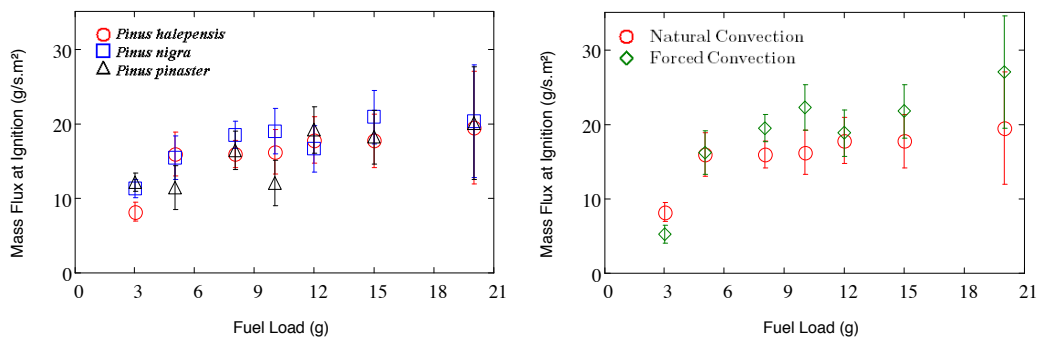 Pinus halepensis
Pinus nigra
Pinus pinaster
30
20
10
0
0 3 6 9 12 15 18 21
Mass Flux at Ignition (g/s.m²)
Fuel Load (g)
Natural Convection
Forced Convection
30
20
10
0
0 3 6 9 12 15 18 21
Mass Flux at Ignition (g/s.m²)
Fuel Load (g)